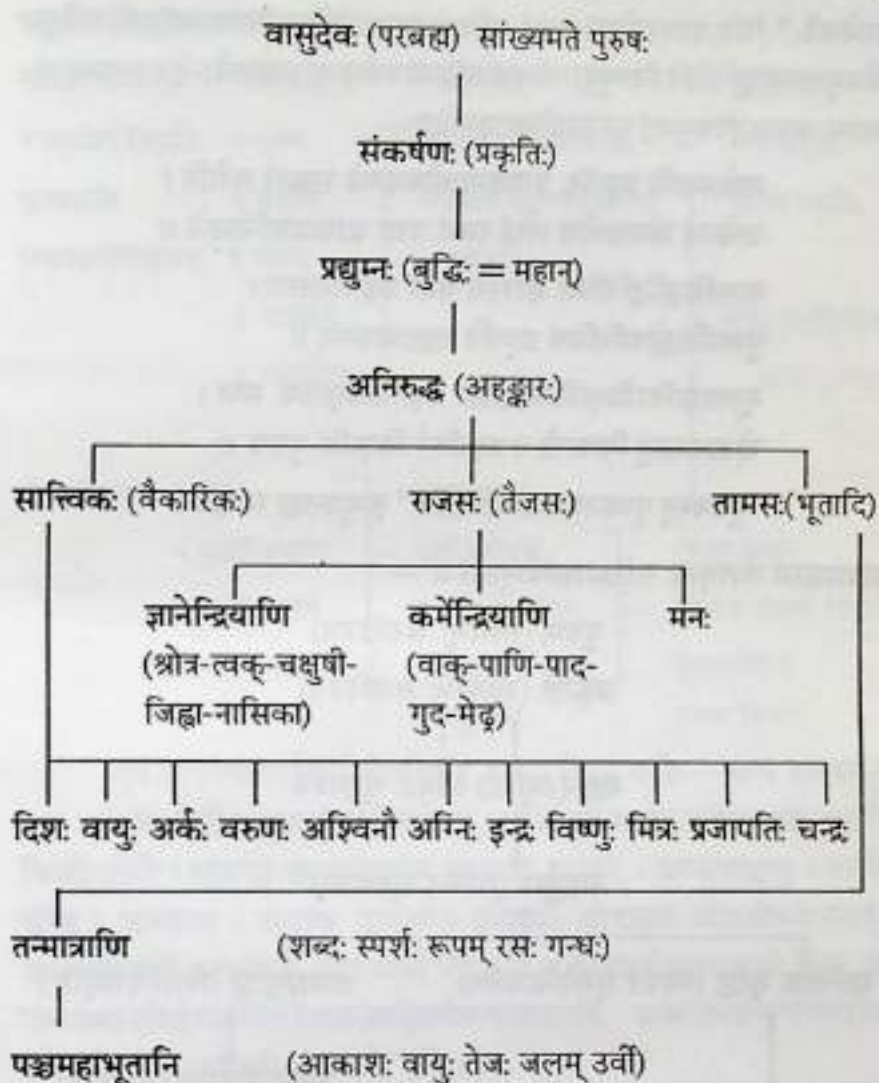 वासुदेवः (परब्रह्म) सांख्यमते पुरुषः
संकर्षणः (प्रकृतिः)
प्रद्युम्नः (बुद्धिः = महान्)
अनिरुद्धः (अहङ्कारः)
सात्त्विकः (वैकारिकः) राजसः (तैजसः) तामसः(भूतादि)
ज्ञानेन्द्रियाणि कर्मेन्द्रियाणि मनः
(श्रोत्र-त्वक्-चक्षुषी- (वाक्-पाणि-पाद-
जिह्वा-नासिका) गुद-मेढ्र)
दिशः वायुः अर्कः वरुणः अश्विनौ अग्निः इन्द्रः विष्णुः मित्रः प्रजापतिः चन्द्रः
तन्मात्राणि (शब्दः स्पर्शः रूपम् रसः गन्धः)
पञ्चमहाभूतानि (आकाशः वायुः तेजः जलम् उर्वी)